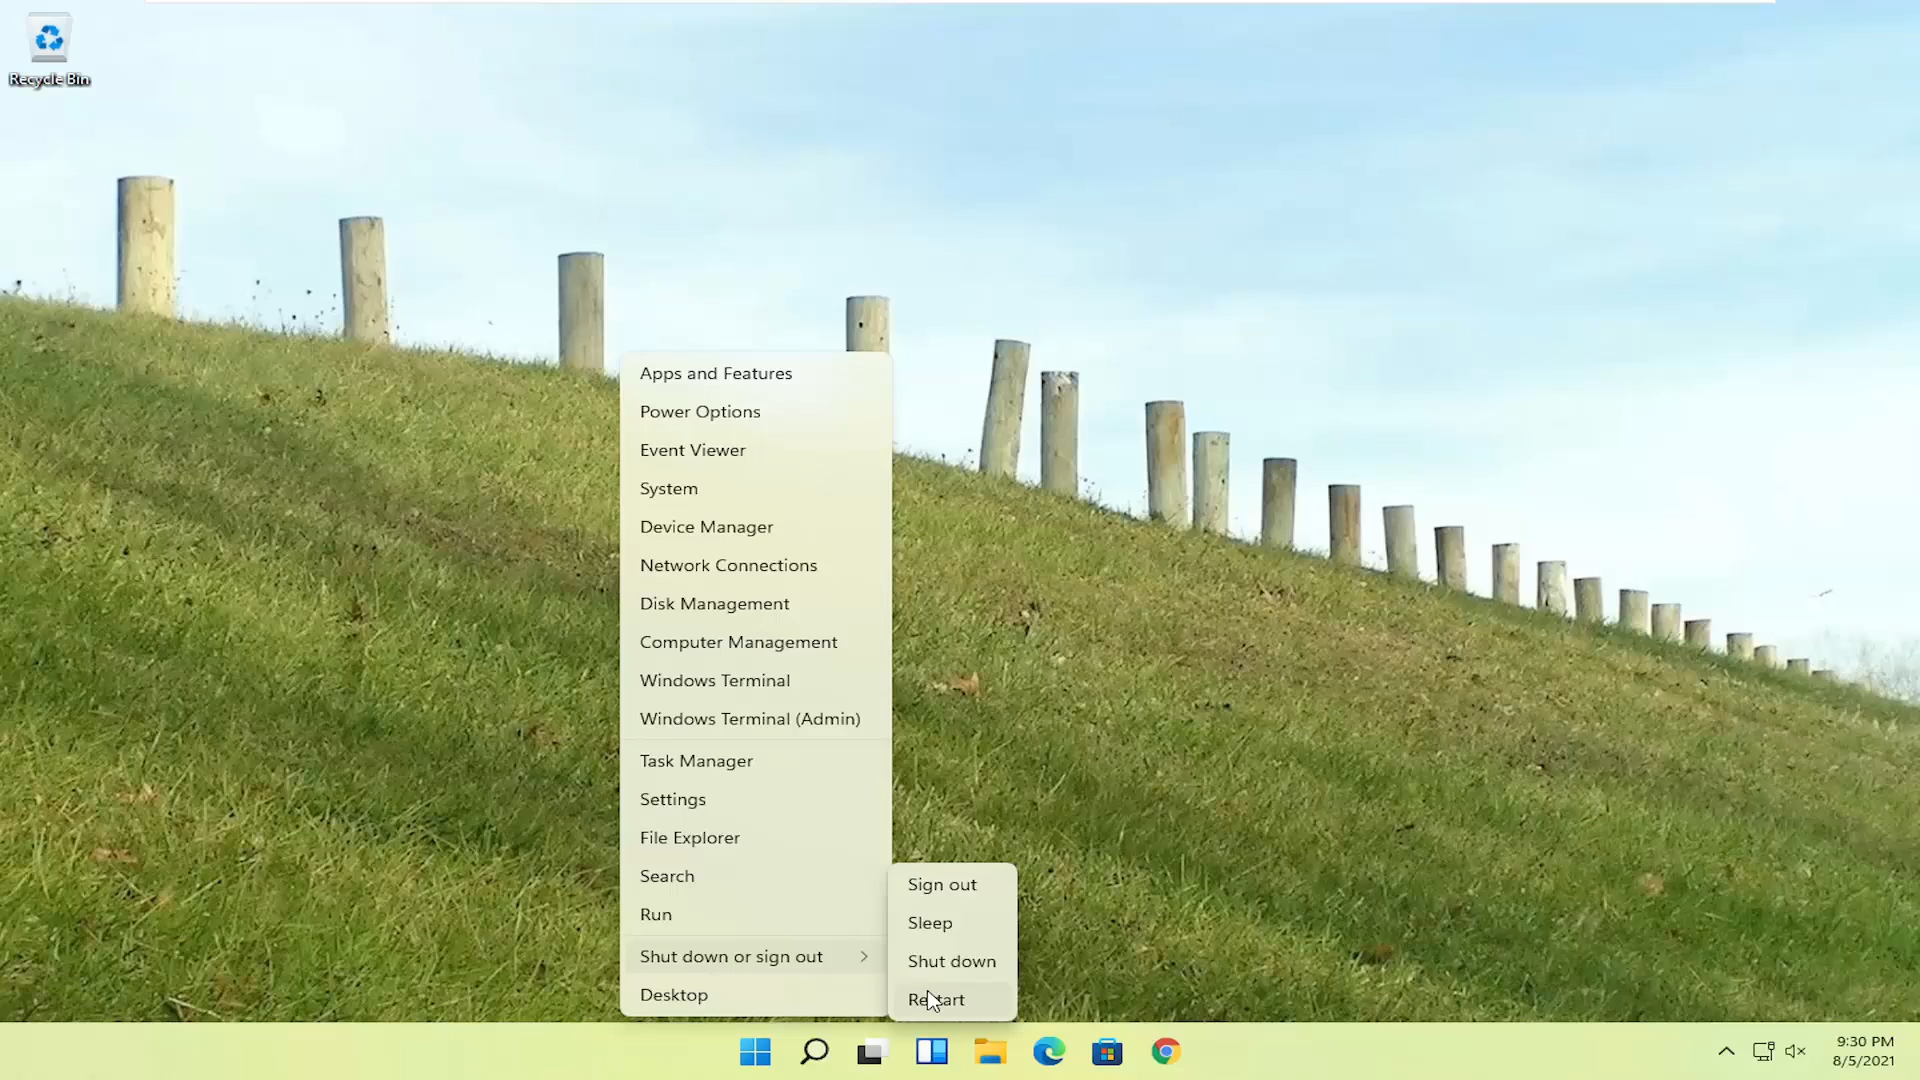 Recycle Bin
Apps and Features
Power Options
Event Viewer
System
Device Manager
Network Connections
Disk Management
Computer Management
Windows Terminal
Windows Terminal (Admin)
Task Manager
Settings
File Explorer
Search
Run
Shut down or sign out
Desktop
Sign out
Sleep
Shut down
Restart
9:30 PM
8/5/2021